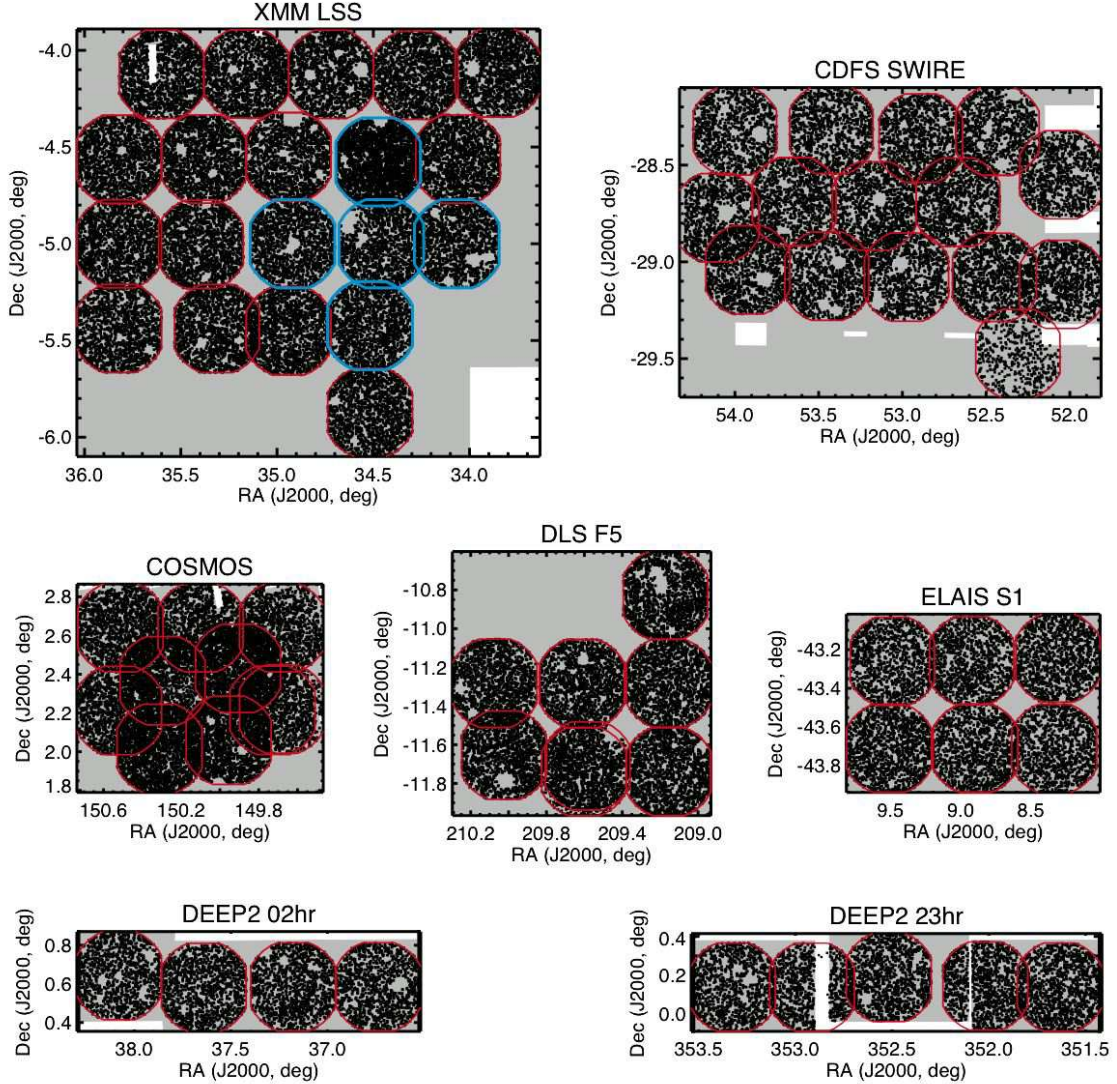 XMM LSS
-4.0
-4.5
-5.0
-5.5
-6.0
Dec (J2000, deg)
36.0 35.5 35.0 34.5 34.0
RA (J2000, deg)
CDFS SWIRE
-28.5
-29.0
-29.5
Dec (J2000, deg)
54.0 53.5 53.0 52.5 52.0
RA (J2000, deg)
COSMOS
2.8
2.6
2.4
2.2
2.0
1.8
Dec (J2000, deg)
150.6 150.2 149.8
RA (J2000, deg)
DLS F5
-10.8
-11.0
-11.2
-11.4
-11.6
-11.8
Dec (J2000, deg)
210.2 209.8 209.4 209.0
RA (J2000, deg)
ELAIS S1
-43.2
-43.4
-43.6
-43.8
Dec (J2000, deg)
9.5 9.0 8.5
RA (J2000, deg)
DEEP2 02hr
0.8
0.6
0.4
Dec (J2000, deg)
38.0 37.5 37.0
RA (J2000, deg)
DEEP2 23hr
0.4
0.2
0.0
Dec (J2000, deg)
353.5 353.0 352.5 352.0 351.5
RA (J2000, deg)